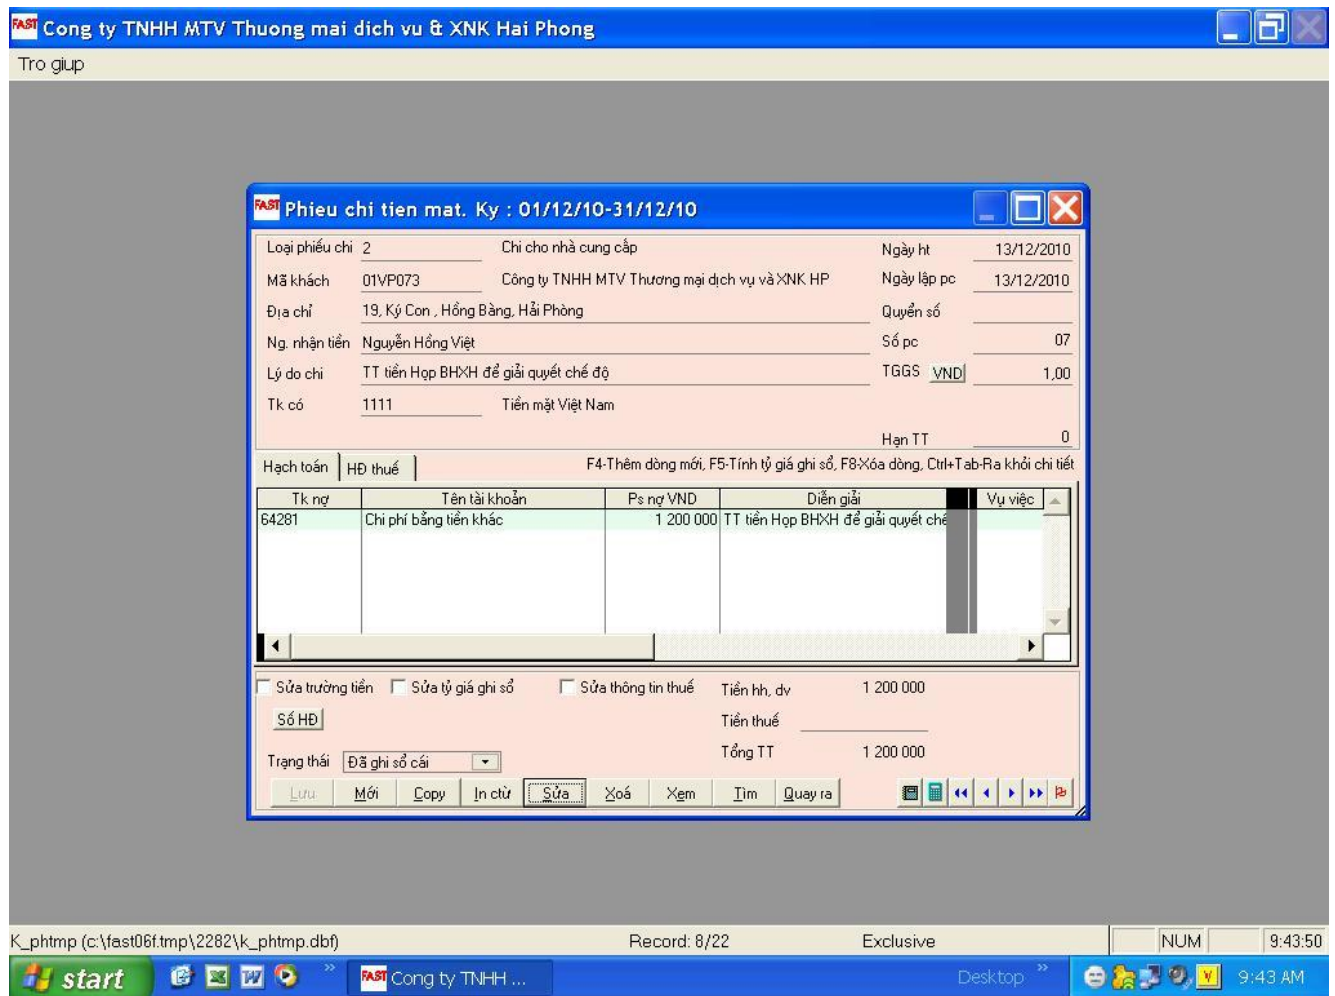 FAST Cong ty TNHH MTV Thuong mai dich vu & XNK Hai Phong
Tro giup
FAST Phieu chi tien mat. Ky : 01/12/10-31/12/10
Loại phiếu chi 2 Chi cho nhà cung cấp Ngày ht 13/12/2010
Mã khách 01VP073 Công ty TNHH MTV Thương mại dịch vụ và XNK HP Ngày lập pc 13/12/2010
Địa chỉ 19, Ký Con , Hồng Bàng, Hải Phòng Quyển số
Ng. nhận tiền Nguyễn Hồng Việt Số pc 07
Lý do chi TT tiền Họp BHXH để giải quyết chế độ TGGS VND 1,00
Tk có 1111 Tiền mặt Việt Nam
Hạn TT 0
Hạch toán HĐ thuế F4-Thêm dòng mới, F5-Tính tỷ giá ghi sổ, F8-Xóa dòng, Ctrl+Tab-Ra khỏi chi tiết
Tk nợ Tên tài khoản Ps nợ VND Diễn giải Vụ việc
64281 Chi phí bằng tiền khác 1 200 000 TT tiền Họp BHXH để giải quyết chế
Sửa trường tiền Sửa tỷ giá ghi sổ Sửa thông tin thuế Tiền hh, dv 1 200 000
Số HĐ Tiền thuế
Trạng thái Đã ghi sổ cái Tổng TT 1 200 000
Lưu Mới Copy In ctừ Sửa Xoá Xem Tìm Quay ra
K_phtmp (c:\fast06f.tmp\2282\k_phtmp.dbf) Record: 8/22 Exclusive NUM 9:43:50
start FAST Cong ty TNHH ... Desktop 9:43 AM